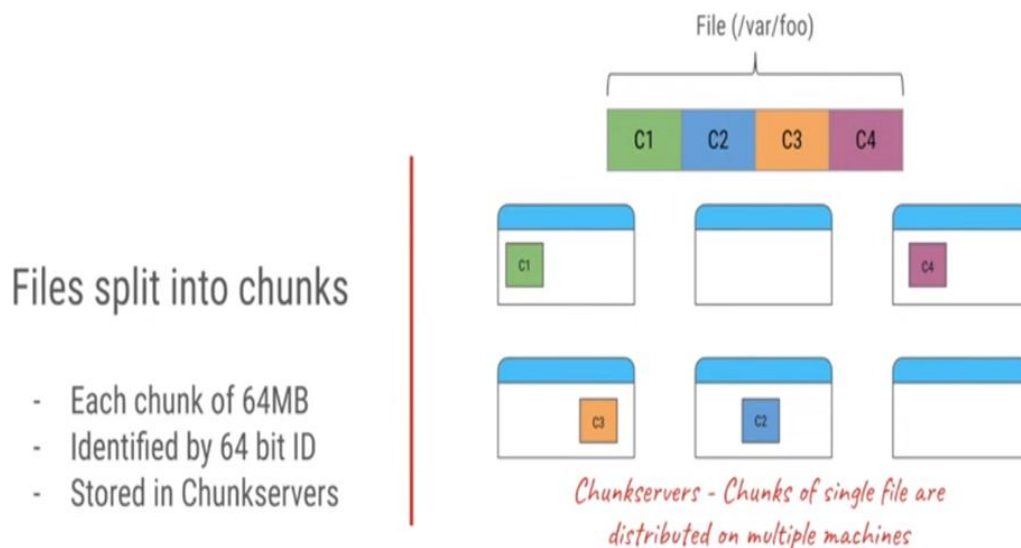 Files split into chunks
- Each chunk of 64MB
- Identified by 64 bit ID
- Stored in Chunkservers
File (/var/foo)
C1 C2 C3 C4
C1
C4
C3
C2
Chunkservers - Chunks of single file are
distributed on multiple machines